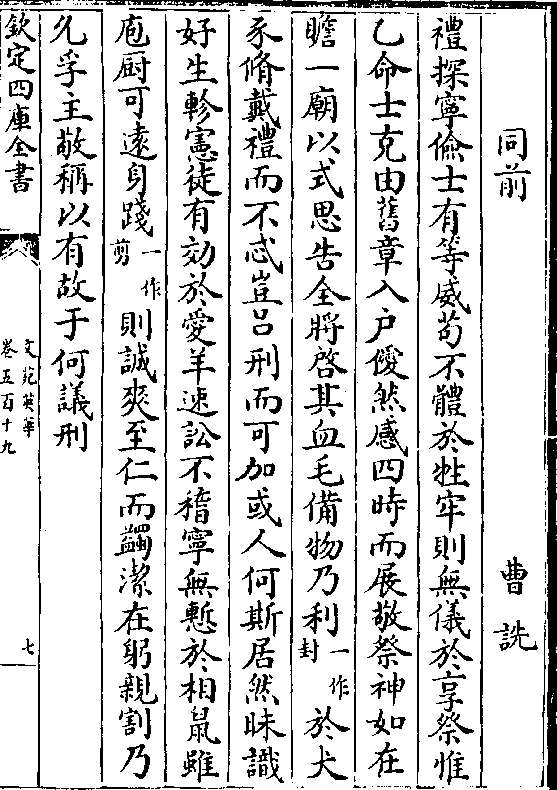 同前　曹詵
禮探寧儉士有等威苟不體於牲牢則無儀於享祭惟
乙命士克由舊章入戶僾然感四時而展敬祭神如在
瞻一廟以式思告全將啓其血毛備物乃利一作封於犬
豕脩戴禮而不忒豈呂刑而可加或人何斯居然昧識
好生軫憲徒有効於愛羊速訟不稽寧無慙於相鼠雖
庖厨可遠身踐一作剪則誠爽至仁而蠲潔在躬親割乃
允孚主敬稱以有故于何議刑
欽定四庫全書
文苑英華
卷五百十九
七